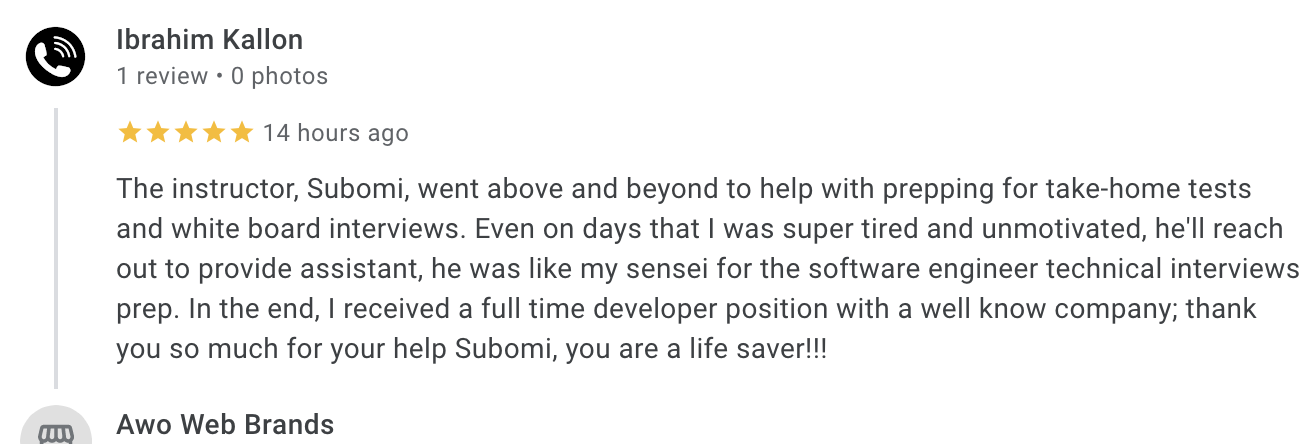 Ibrahim Kallon
1 review • 0 photos
14 hours ago
The instructor, Subomi, went above and beyond to help with prepping for take-home tests
and white board interviews. Even on days that I was super tired and unmotivated, he'll reach
out to provide assistant, he was like my sensei for the software engineer technical interviews
prep. In the end, I received a full time developer position with a well know company; thank
you so much for your help Subomi, you are a life saver!!!
Awo Web Brands